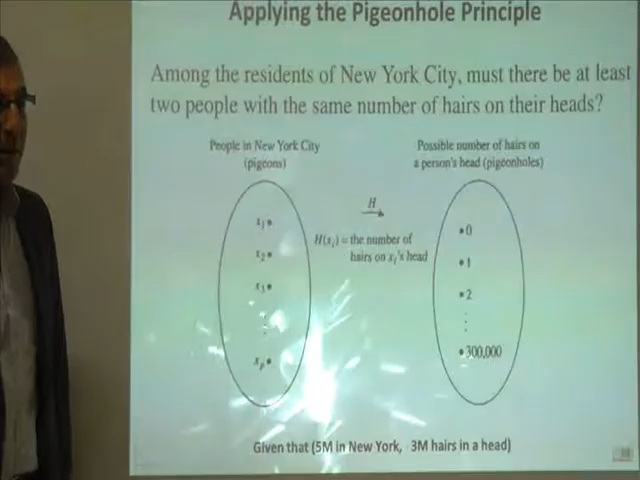 Applying the Pigeonhole Principle
Among the residents of New York City, must there be at least
two people with the same number of hairs on their heads?
People in New York City
(pigeons)
Possible number of hairs on
a person's head (pigeonholes)
H
H(xᵢ) = the number of
hairs on xᵢ's head
x₁•
x₂•
x₃•
⋮
xₚ•
•0
•1
•2
⋮
•300,000
Given that (5M in New York, 3M hairs in a head)